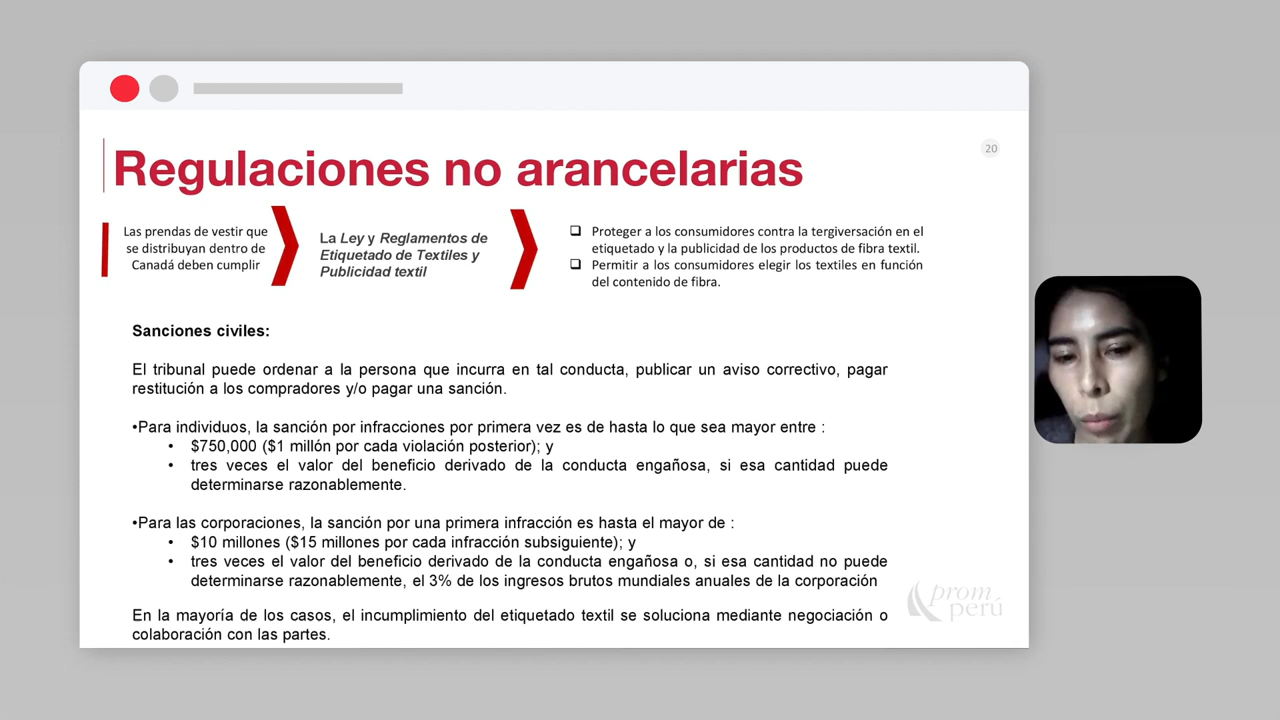 Regulaciones no arancelarias
20
Las prendas de vestir que
se distribuyan dentro de
Canadá deben cumplir
La Ley y Reglamentos de
Etiquetado de Textiles y
Publicidad textil
❑ Proteger a los consumidores contra la tergiversación en el
etiquetado y la publicidad de los productos de fibra textil.
❑ Permitir a los consumidores elegir los textiles en función
del contenido de fibra.
Sanciones civiles:
El tribunal puede ordenar a la persona que incurra en tal conducta, publicar un aviso correctivo, pagar
restitución a los compradores y/o pagar una sanción.
•Para individuos, la sanción por infracciones por primera vez es de hasta lo que sea mayor entre :
• $750,000 ($1 millón por cada violación posterior); y
• tres veces el valor del beneficio derivado de la conducta engañosa, si esa cantidad puede
determinarse razonablemente.
•Para las corporaciones, la sanción por una primera infracción es hasta el mayor de :
• $10 millones ($15 millones por cada infracción subsiguiente); y
• tres veces el valor del beneficio derivado de la conducta engañosa o, si esa cantidad no puede
determinarse razonablemente, el 3% de los ingresos brutos mundiales anuales de la corporación
En la mayoría de los casos, el incumplimiento del etiquetado textil se soluciona mediante negociación o
colaboración con las partes.
prom
perú